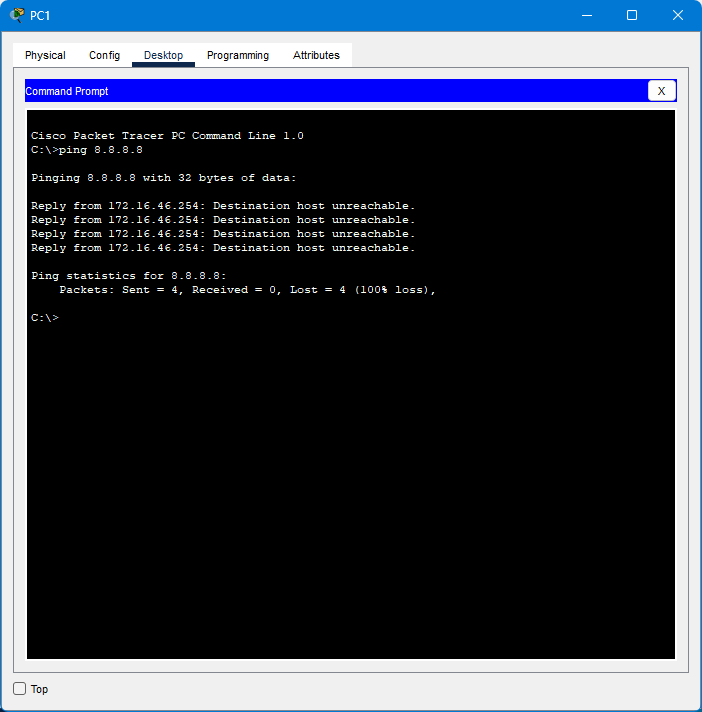 PC1
Physical Config Desktop Programming Attributes
Command Prompt X
Cisco Packet Tracer PC Command Line 1.0
C:\>ping 8.8.8.8
Pinging 8.8.8.8 with 32 bytes of data:
Reply from 172.16.46.254: Destination host unreachable.
Reply from 172.16.46.254: Destination host unreachable.
Reply from 172.16.46.254: Destination host unreachable.
Reply from 172.16.46.254: Destination host unreachable.
Ping statistics for 8.8.8.8:
Packets: Sent = 4, Received = 0, Lost = 4 (100% loss),
C:\>
Top